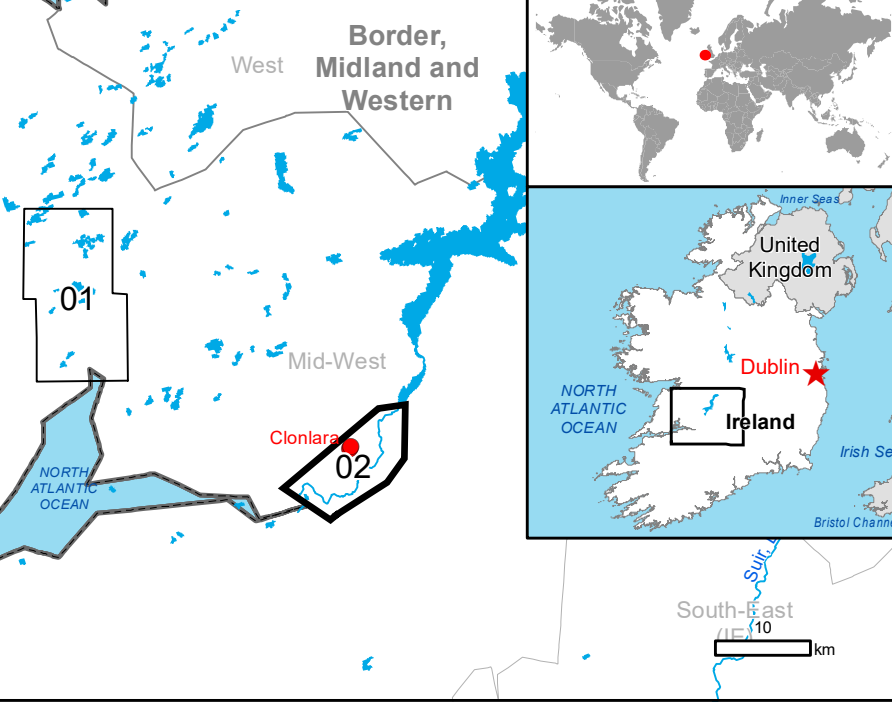 Border,
Midland and
Western
West
01
Mid-West
Clonlara
02
NORTH
ATLANTIC
OCEAN
Inner Seas
United
Kingdom
Dublin
NORTH
ATLANTIC
OCEAN
Ireland
Irish Se
Bristol Chann
Suir,
South-East
(IE)
10
km